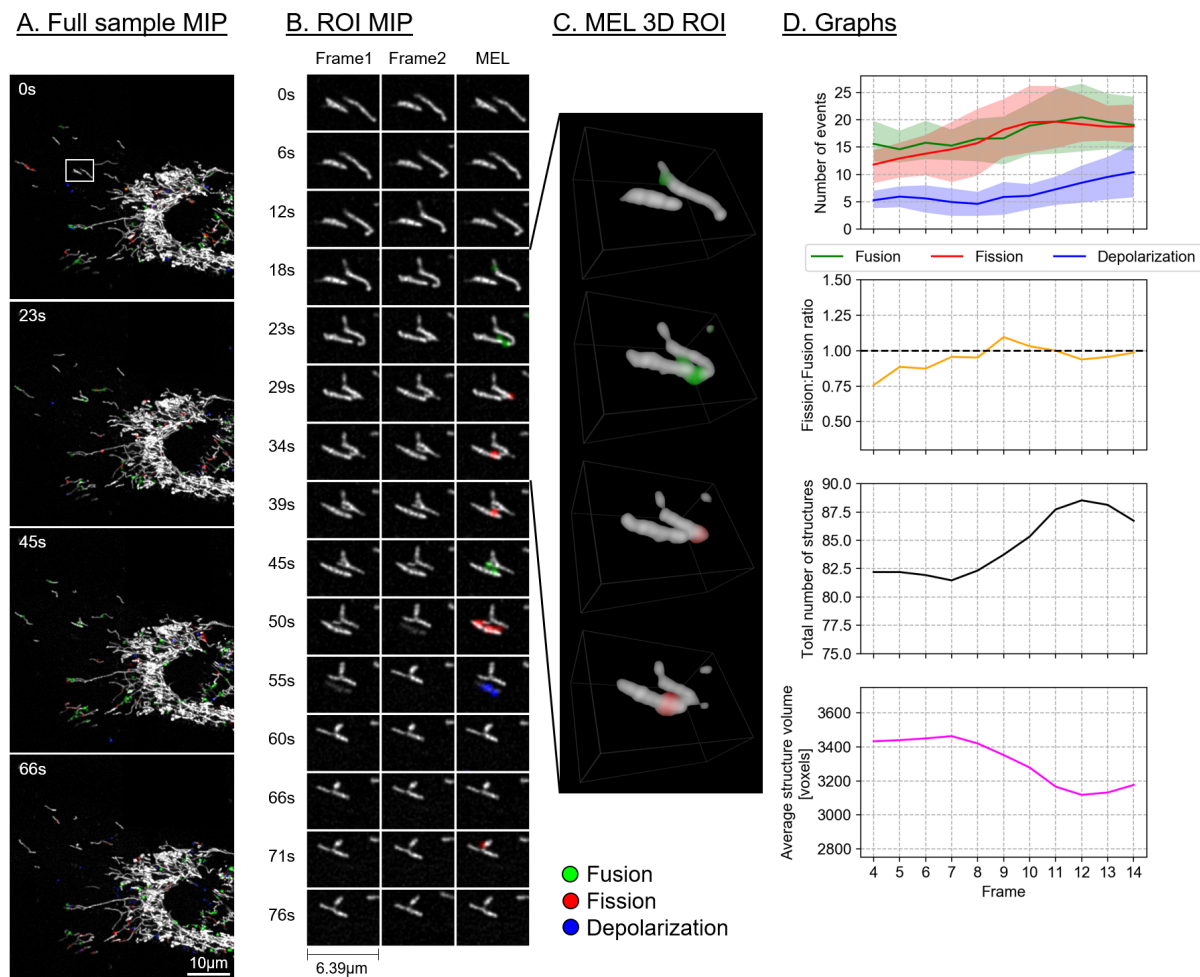 A. Full sample MIP
0s
23s
45s
66s
10μm
B. ROI MIP
Frame1 Frame2 MEL
0s
6s
12s
18s
23s
29s
34s
39s
45s
50s
55s
60s
66s
71s
76s
6.39μm
C. MEL 3D ROI
Fusion
Fission
Depolarization
D. Graphs
Number of events
25
20
15
10
5
0
Fusion Fission Depolarization
Fission:Fusion ratio
1.50
1.25
1.00
0.75
0.50
Total number of structures
90.0
87.5
85.0
82.5
80.0
77.5
75.0
Average structure volume
[voxels]
3600
3400
3200
3000
2800
4 5 6 7 8 9 10 11 12 13 14
Frame